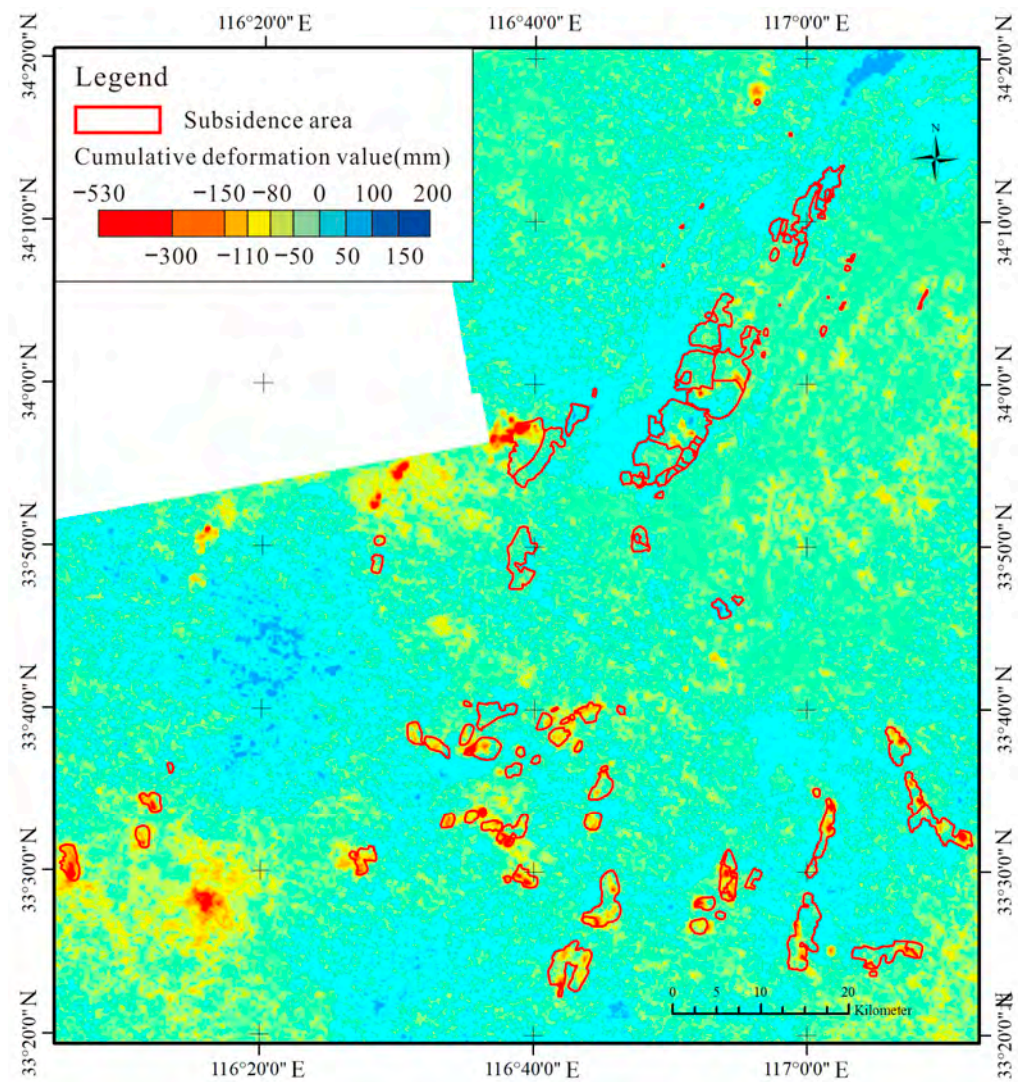 116°20'0" E 116°40'0" E 117°0'0" E
34°20'0" N
34°10'0" N
34°0'0" N
33°50'0" N
33°40'0" N
33°30'0" N
33°20'0" N
Legend
Subsidence area
Cumulative deformation value(mm)
−530 −150 −80 0 100 200
−300 −110 −50 50 150
N
34°20'0" N
34°10'0" N
34°0'0" N
33°50'0" N
33°40'0" N
33°30'0" N
33°20'0" N
0 5 10 20
Kilometer
116°20'0" E 116°40'0" E 117°0'0" E